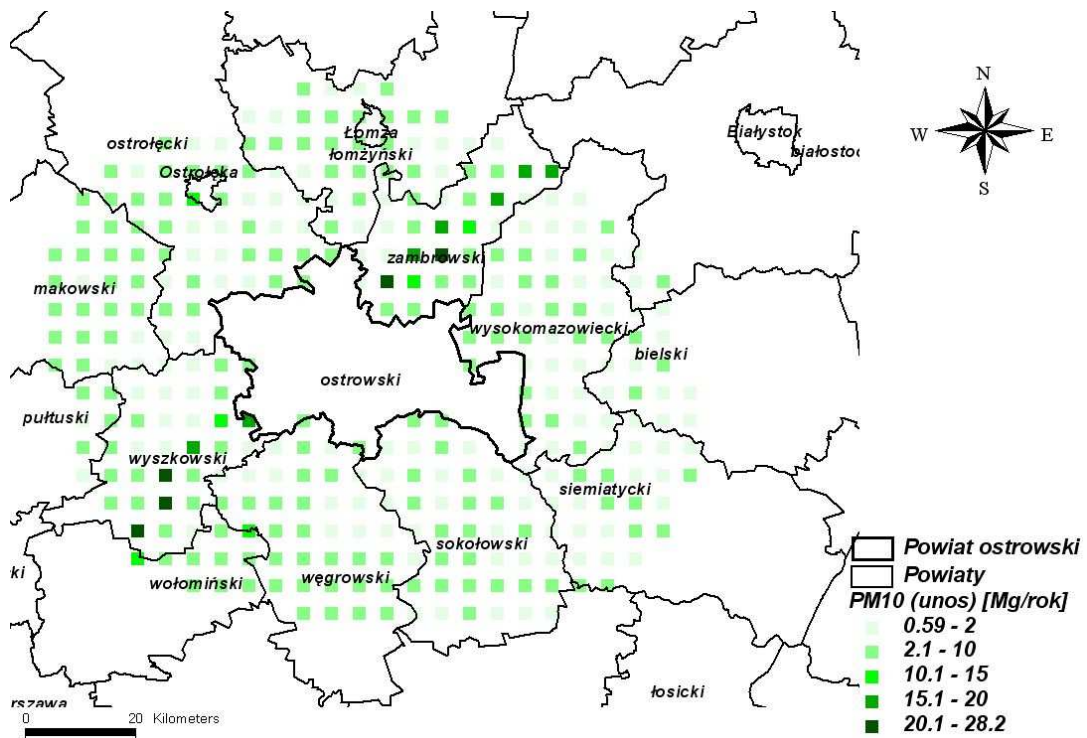 N
W
E
S
Białystok
białostoc
Łomża
ostrołęcki
łomżyński
Ostrołęka
zambrowski
makowski
wysokomazowiecki
bielski
ostrowski
pułtuski
wyszkowski
siemiatycki
sokołowski
ki
wołomiński
węgrowski
łosicki
rszawa
0 20 Kilometers
Powiat ostrowski
Powiaty
PM10 (unos) [Mg/rok]
0.59 - 2
2.1 - 10
10.1 - 15
15.1 - 20
20.1 - 28.2